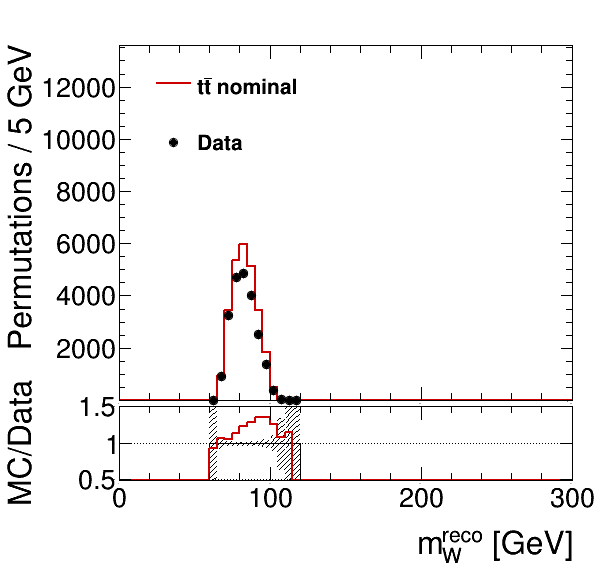 Permutations / 5 GeV
12000
10000
8000
6000
4000
2000
tt̄ nominal
Data
MC/Data
1.5
1
0.5
0 100 200 300
m_W^reco [GeV]